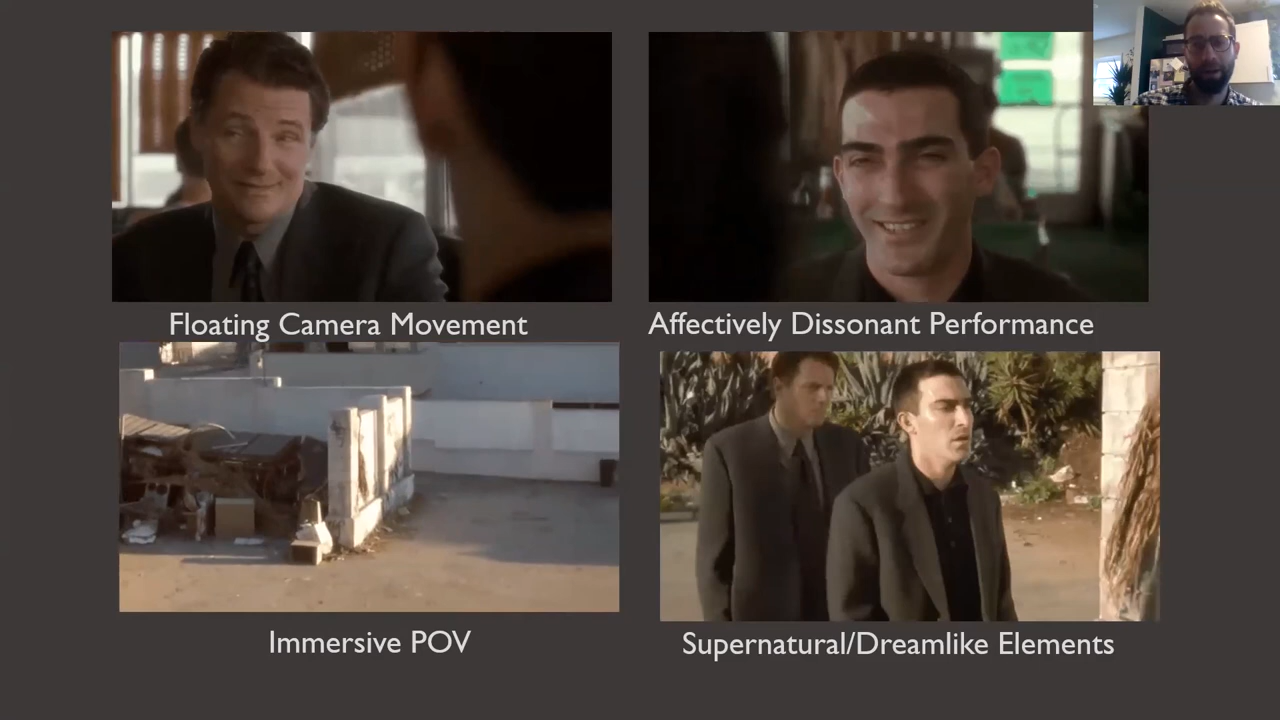 Floating Camera Movement
Affectively Dissonant Performance
Immersive POV
Supernatural/Dreamlike Elements